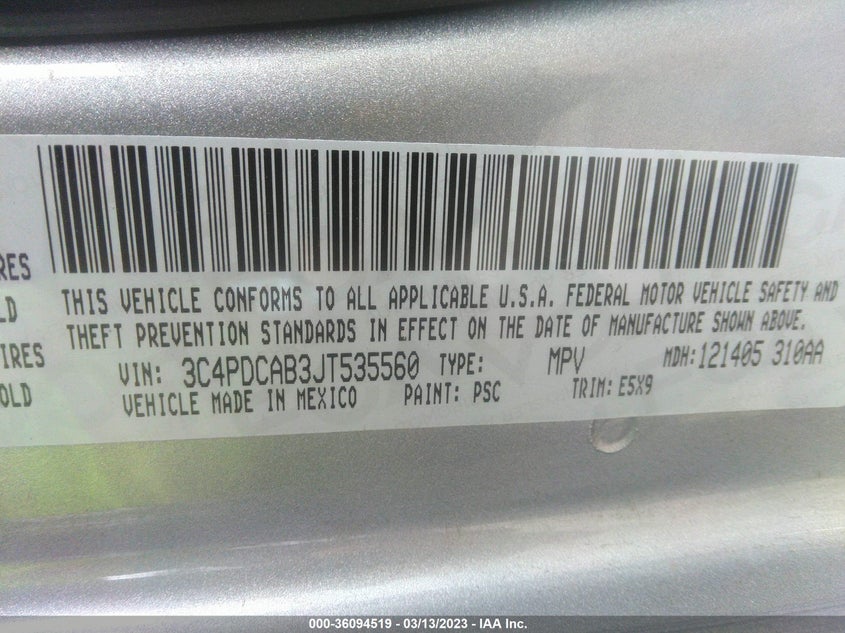 THIS VEHICLE CONFORMS TO ALL APPLICABLE U.S.A. FEDERAL MOTOR VEHICLE SAFETY AND
THEFT PREVENTION STANDARDS IN EFFECT ON THE DATE OF MANUFACTURE SHOWN ABOVE.
VIN: 3C4PDCAB3JT535560 TYPE: MPV MDH: 121405 310AA
VEHICLE MADE IN MEXICO PAINT: PSC TRIM: E5X9
IRES
LD
IRES
OLD
000-36094519 - 03/13/2023 - IAA Inc.